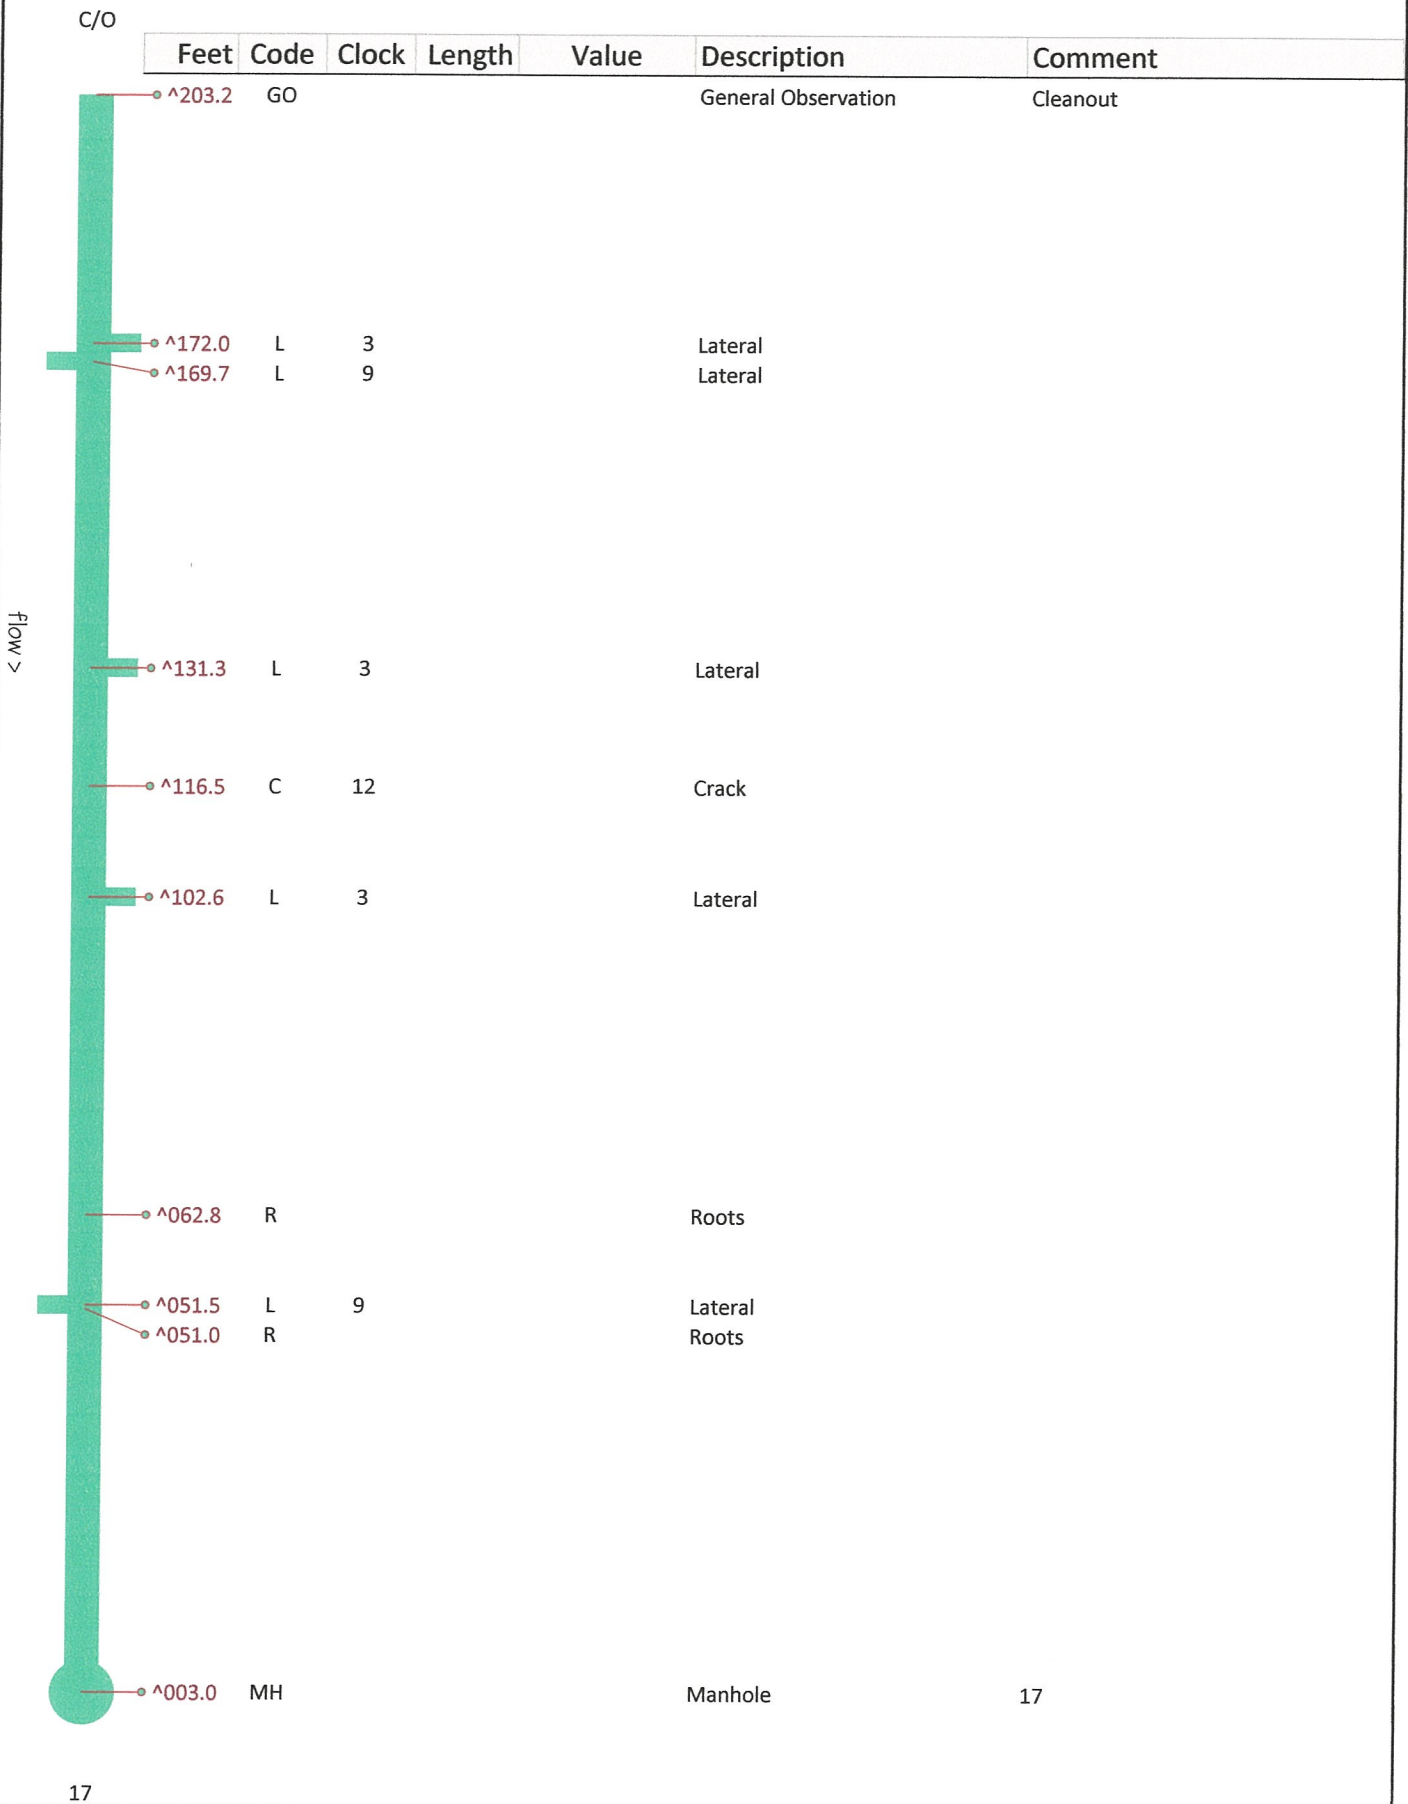 C/O
Feet Code Clock Length Value Description Comment
^203.2 GO General Observation Cleanout
^172.0 L 3 Lateral
^169.7 L 9 Lateral
flow >
^131.3 L 3 Lateral
^116.5 C 12 Crack
^102.6 L 3 Lateral
^062.8 R Roots
^051.5 L 9 Lateral
^051.0 R Roots
^003.0 MH Manhole 17
17